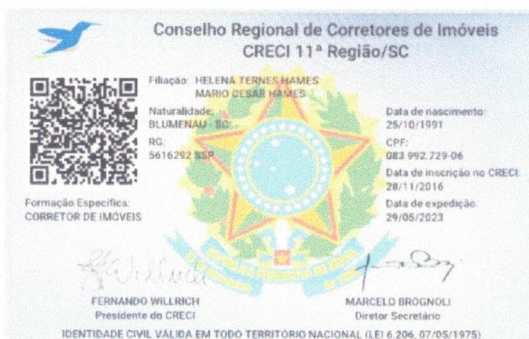 Conselho Regional de Corretores de Imóveis
CRECI 11ª Região/SC
Filiação: HELENA TERNES HAMES
MARIO CESAR HAMES
Naturalidade:
BLUMENAU - SC
RG:
5616292 SSP
Data de nascimento:
25/10/1991
CPF:
083.992.729-06
Data de inscrição no CRECI:
28/11/2016
Data de expedição
29/05/2023
Formação Específica:
CORRETOR DE IMÓVEIS
FERNANDO WILLRICH
Presidente do CRECI
MARCELO BROGNOLI
Diretor Secretário
IDENTIDADE CIVIL VÁLIDA EM TODO TERRITÓRIO NACIONAL (LEI 6.206, 07/05/1975)